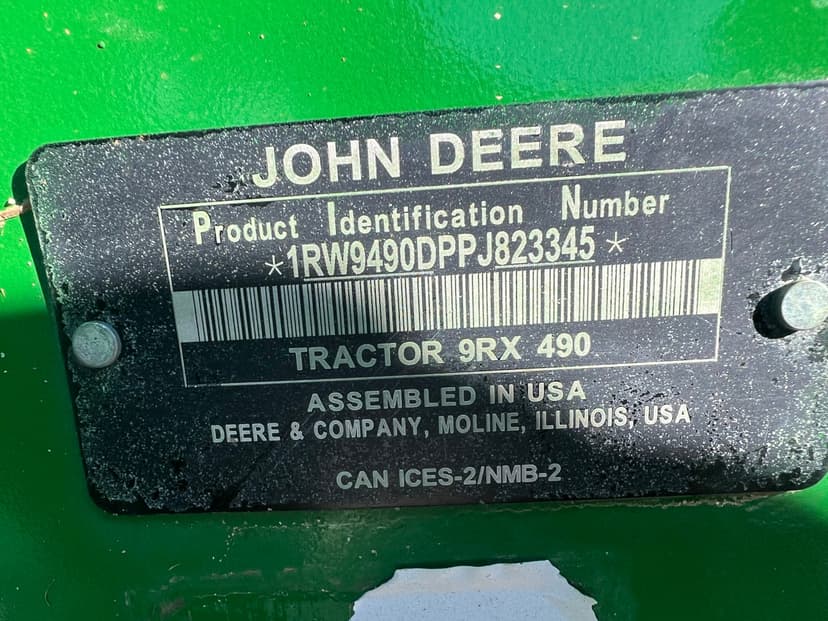 JOHN DEERE
Product Identification Number
*1RW9490DPPJ823345*
TRACTOR 9RX 490
ASSEMBLED IN USA
DEERE & COMPANY, MOLINE, ILLINOIS, USA
CAN ICES-2/NMB-2